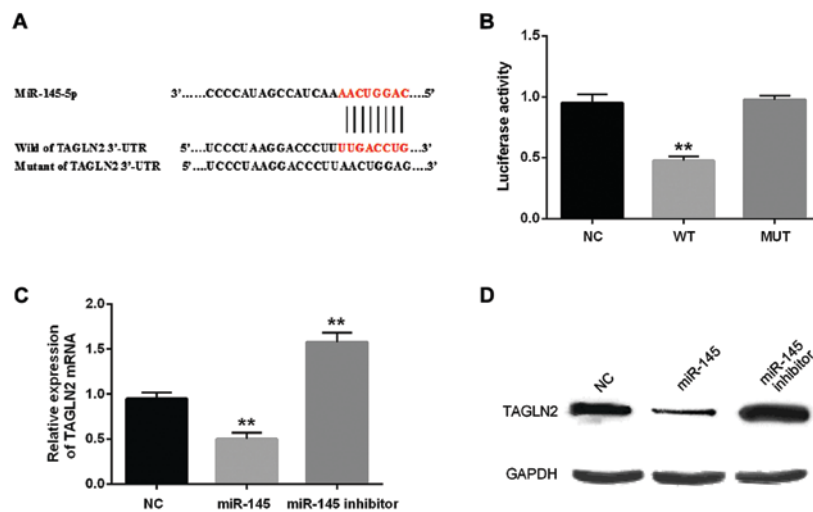 A
MiR-145-5p 3'......CCCCAUAGCCAUCAAAACUGGAC....5'
Wild of TAGLN2 3'-UTR 5'....UCCCUAAGGACCCUUUUGACCUG...3'
Mutant of TAGLN2 3'-UTR 5'.....UCCCUAAGGACCCUUAACUGGAG....3'
B
Luciferase activity
1.5
1.0
0.5
0.0
**
NC WT MUT
C
Relative expression
of TAGLN2 mRNA
2.0
1.5
1.0
0.5
0.0
**
**
NC miR-145 miR-145 inhibitor
D
NC miR-145 miR-145
inhibitor
TAGLN2
GAPDH